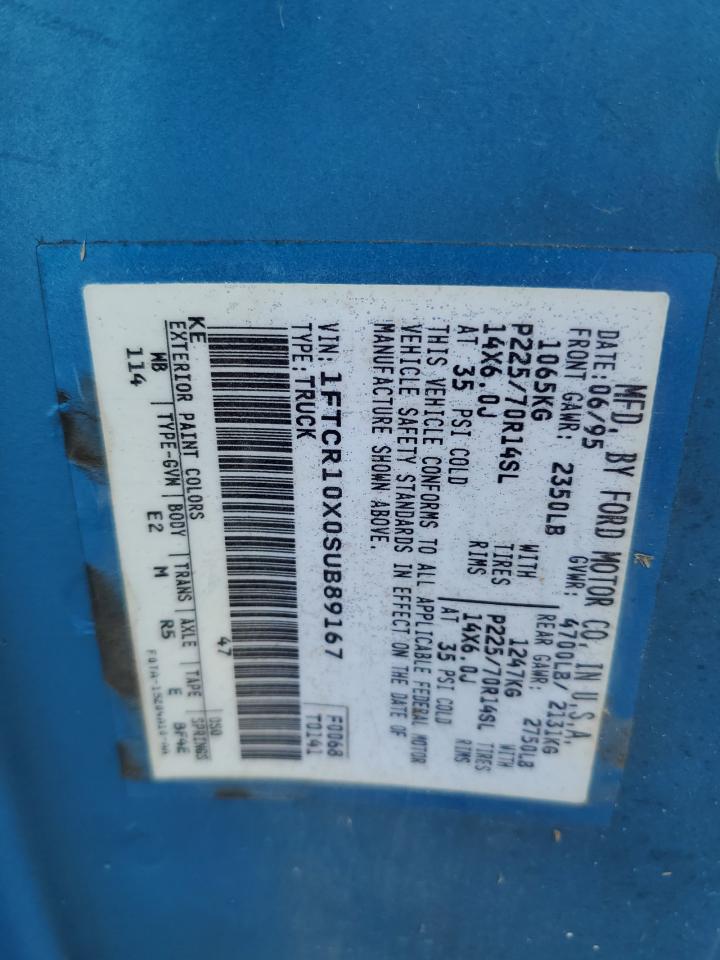 MFD. BY FORD MOTOR CO. IN U.S.A.
DATE: 06/95 GVWR: 4700LB/ 2131KG
FRONT GAWR: 2350LB REAR GAWR: 2750LB
1065KG WITH 1247KG WITH
P225/70R14SL TIRES P225/70R14SL TIRES
14X6.0J RIMS 14X6.0J RIMS
AT 35 PSI COLD AT 35 PSI COLD
THIS VEHICLE CONFORMS TO ALL APPLICABLE FEDERAL MOTOR
VEHICLE SAFETY STANDARDS IN EFFECT ON THE DATE OF
MANUFACTURE SHOWN ABOVE.
VIN: 1FTCR10X0SUB89167 F0068
TYPE: TRUCK T0141
KE 47 DSO
EXTERIOR PAINT COLORS
WB TYPE-GVM BODY TRANS AXLE TAPE SPRINGS
114 E2 M R5 E BF4E